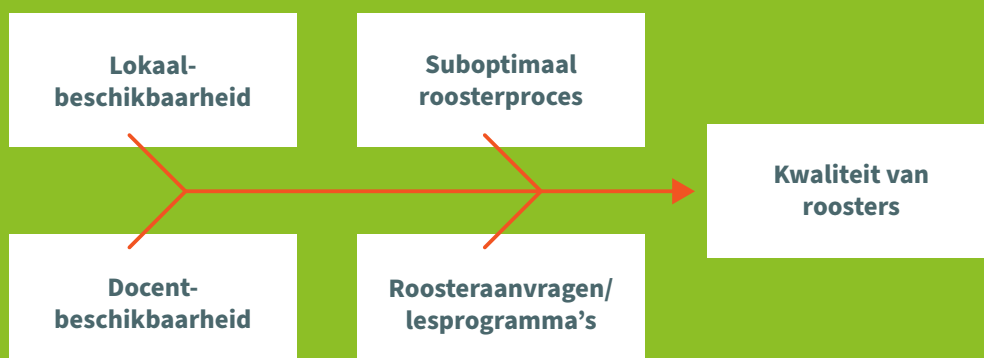 Lokaal-
beschikbaarheid
Suboptimaal
roosterproces
Kwaliteit van
roosters
Docent-
beschikbaarheid
Roosteraanvragen/
lesprogramma’s